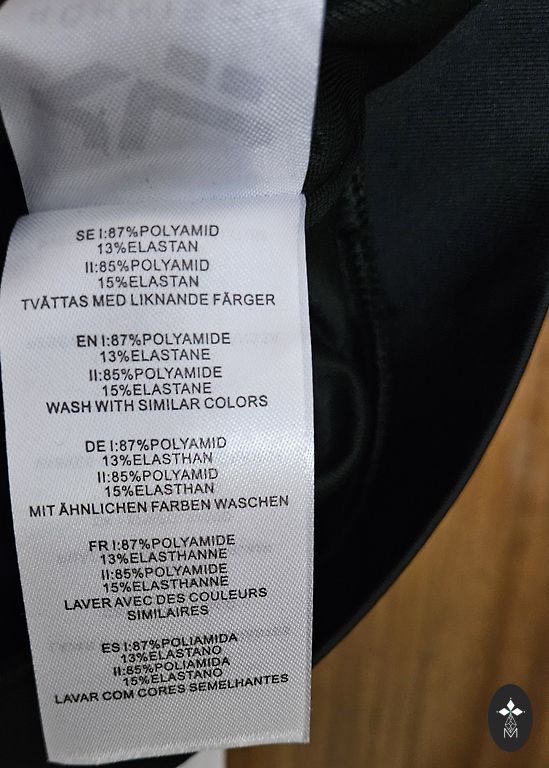 SE I:87%POLYAMID
13%ELASTAN
II:85%POLYAMID
15%ELASTAN
TVÄTTAS MED LIKNANDE FÄRGER
EN I:87%POLYAMIDE
13%ELASTANE
II:85%POLYAMIDE
15%ELASTANE
WASH WITH SIMILAR COLORS
DE I:87%POLYAMID
13%ELASTHAN
II:85%POLYAMID
15%ELASTHAN
MIT ÄHNLICHEN FARBEN WASCHEN
FR I:87%POLYAMIDE
13%ELASTHANNE
II:85%POLYAMIDE
15%ELASTHANNE
LAVER AVEC DES COULEURS
SIMILAIRES
ES I:87%POLIAMIDA
13%ELASTANO
II:85%POLIAMIDA
15%ELASTANO
LAVAR COM CORES SEMELHANTES
M